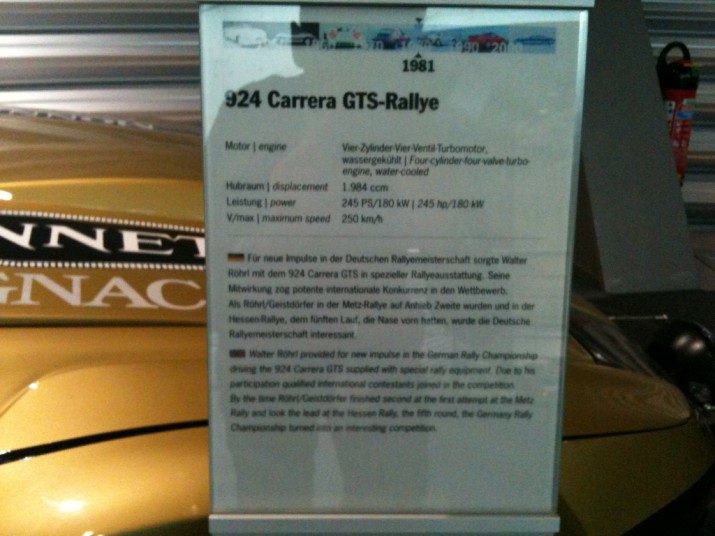 1981
924 Carrera GTS-Rallye
Motor | engine Vier-Zylinder-Vier-Ventil-Turbomotor,
wassergekühlt | Four-cylinder-four-valve-turbo-
engine, water-cooled
Hubraum | displacement 1.984 ccm
Leistung | power 245 PS/180 kW | 245 hp/180 kW
V/max | maximum speed 250 km/h
Für neue Impulse in der Deutschen Rallyemeisterschaft sorgte Walter
Röhrl mit dem 924 Carrera GTS in spezieller Rallyeausstattung. Seine
Mitwirkung zog potente internationale Konkurrenz in den Wettbewerb.
Als Röhrl/Geistdörfer in der Metz-Rallye auf Anhieb Zweite wurden und in der
Hessen-Rallye, dem fünften Lauf, die Nase vorn hatten, wurde die Deutsche
Rallyemeisterschaft interessant.
Walter Röhrl provided for new impulse in the German Rally Championship
driving the 924 Carrera GTS supplied with special rally equipment. Due to his
participation qualified international contestants joined in the competition.
By the time Röhrl/Geistdörfer finished second at the first attempt at the Metz
Rally and took the lead at the Hessen Rally, the fifth round, the Germany Rally
Championship turned into an interesting competition.
NNET
GNAC